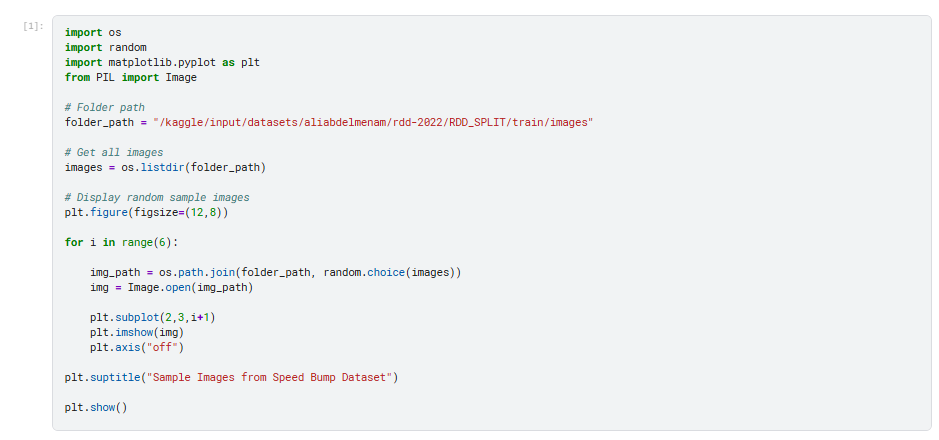 [1]:
import os
import random
import matplotlib.pyplot as plt
from PIL import Image
# Folder path
folder_path = "/kaggle/input/datasets/aliabdelmenam/rdd-2022/RDD_SPLIT/train/images"
# Get all images
images = os.listdir(folder_path)
# Display random sample images
plt.figure(figsize=(12,8))
for i in range(6):
    img_path = os.path.join(folder_path, random.choice(images))
    img = Image.open(img_path)
    plt.subplot(2,3,i+1)
    plt.imshow(img)
    plt.axis("off")
plt.suptitle("Sample Images from Speed Bump Dataset")
plt.show()